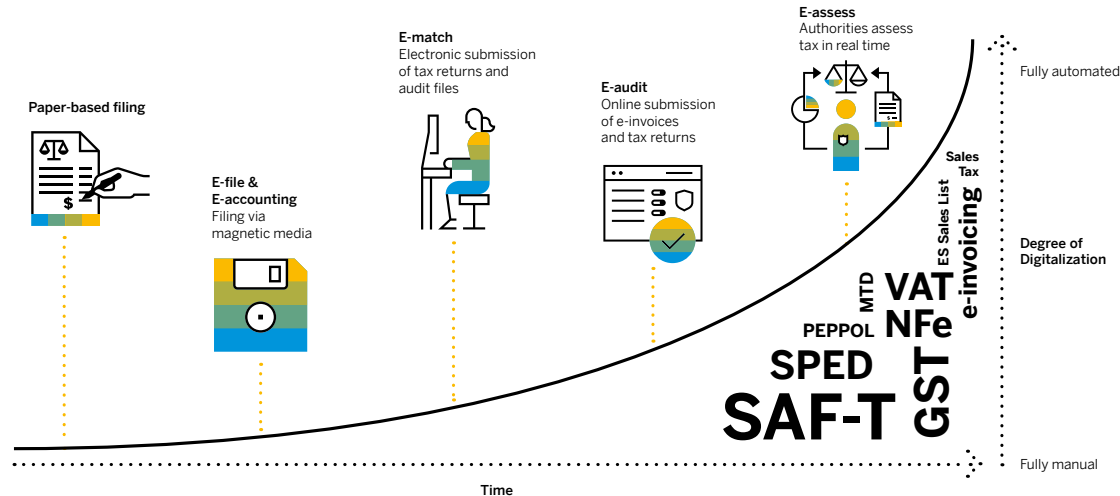 Paper-based filing
$
E-file &
E-accounting
Filing via
magnetic media
E-match
Electronic submission
of tax returns and
audit files
E-audit
Online submission
of e-invoices
and tax returns
E-assess
Authorities assess
tax in real time
$
Sales
Tax
ES Sales List
e-invoicing
MTD
VAT
PEPPOL
NFe
SPED
GST
SAF-T
Fully automated
Degree of
Digitalization
Fully manual
Time